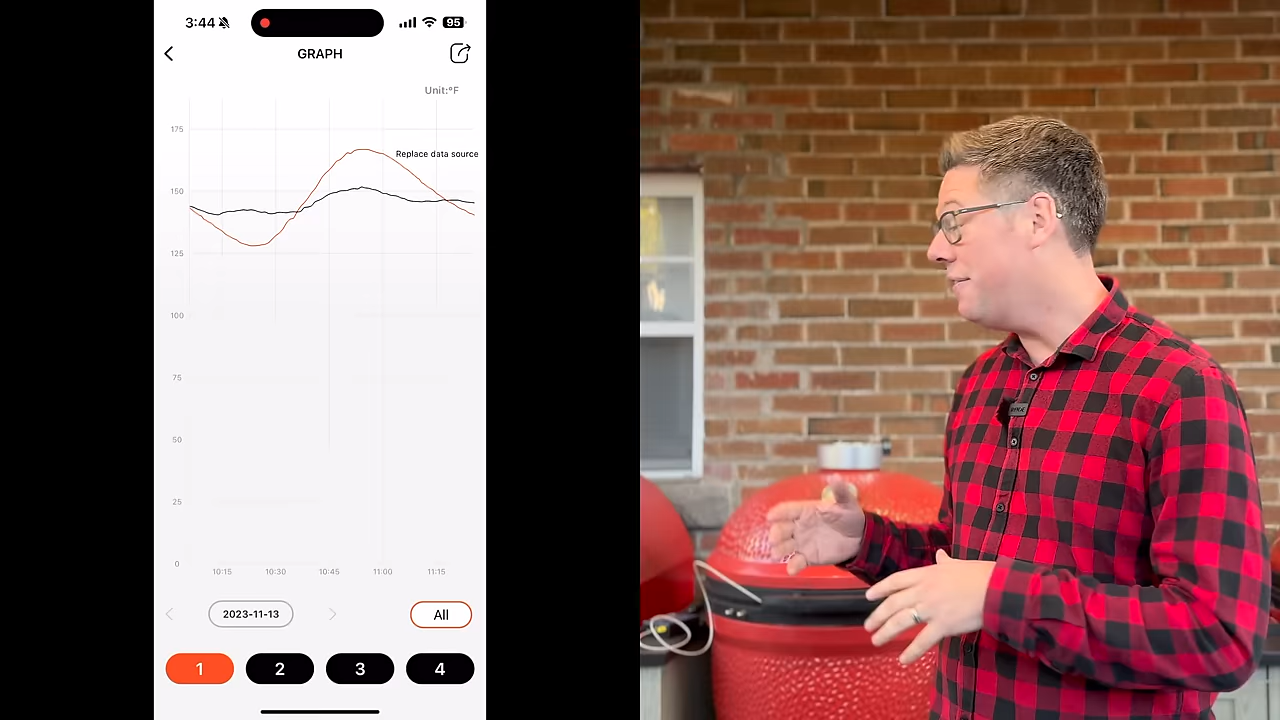 3:44
95
GRAPH
Unit:°F
175
Replace data source
150
125
100
75
50
25
0
10:15 10:30 10:45 11:00 11:15
2023-11-13
All
1 2 3 4